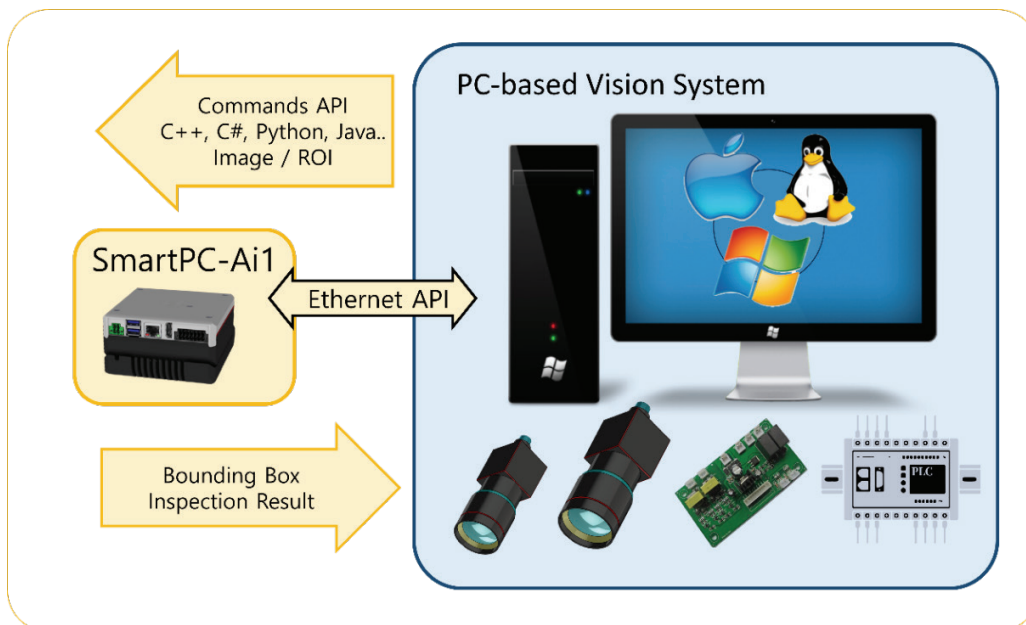 PC-based Vision System
Commands API
C++, C#, Python, Java..
Image / ROI
SmartPC-Ai1
Ethernet API
Bounding Box
Inspection Result
PLC